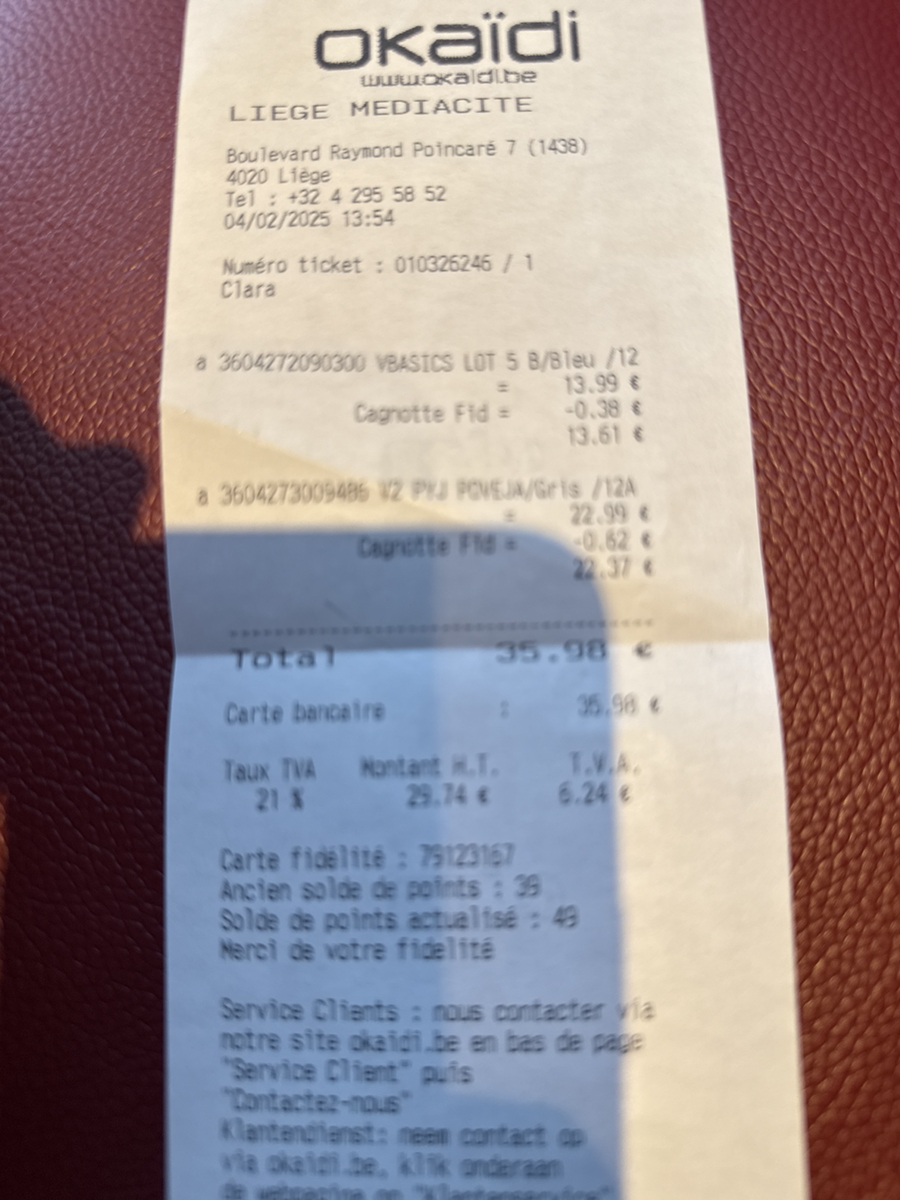 okaïdi
www.okaidi.be
LIEGE MEDIACITE
Boulevard Raymond Poincaré 7 (1438)
4020 Liège
Tel : +32 4 295 58 52
04/02/2025 13:54
Numéro ticket : 010326246 / 1
Clara
a 3604272090300 VBASICS LOT 5 B/Bleu /12
= 13.99 €
Cagnotte Fid = -0.38 €
13.61 €
a 3604273009486 V2 PYJ PCVEJA/Gris /12A
= 22.99 €
Cagnotte Fid = -0.62 €
22.37 €
Total 35.98 €
Carte bancaire : 35.98 €
Taux TVA Montant H.T. T.V.A.
21 % 29.74 € 6.24 €
Carte fidélité : 79123167
Ancien solde de points : 39
Solde de points actualisé : 49
Merci de votre fidelité
Service Clients : nous contacter via
notre site okaidi.be en bas de page
"Service Client" puis
"Contactez-nous"
Klantendienst: neem contact op
via okaidi.be, klik onderaan
de webpagina op "Klantenservice"